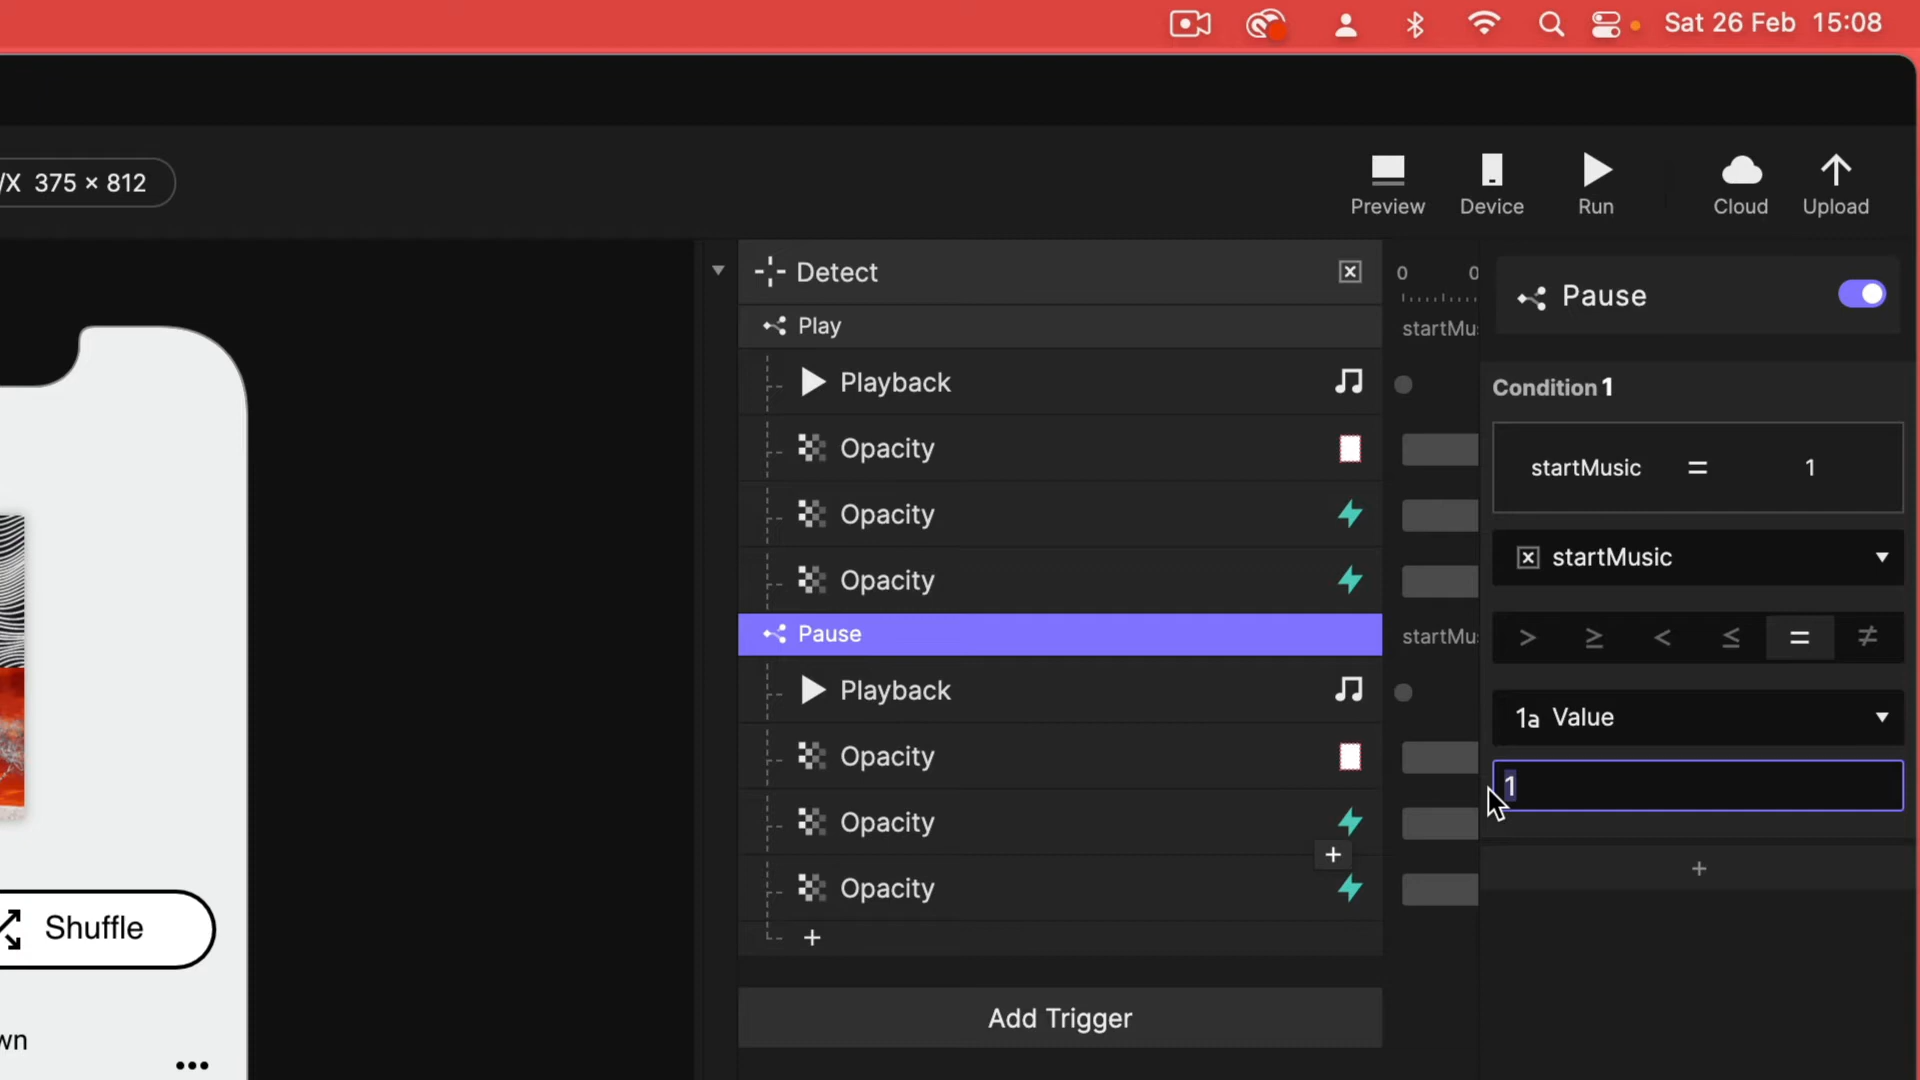 Sat 26 Feb 15:08
/X 375 × 812
Preview
Device
Run
Cloud
Upload
Detect
Play
Playback
Opacity
Opacity
Opacity
Pause
Playback
Opacity
Opacity
Opacity
+
+
Add Trigger
0 0
startMu
startMu
Pause
Condition 1
startMusic = 1
startMusic
> ≥ < ≤ = ≠
1a Value
1
+
Shuffle
wn